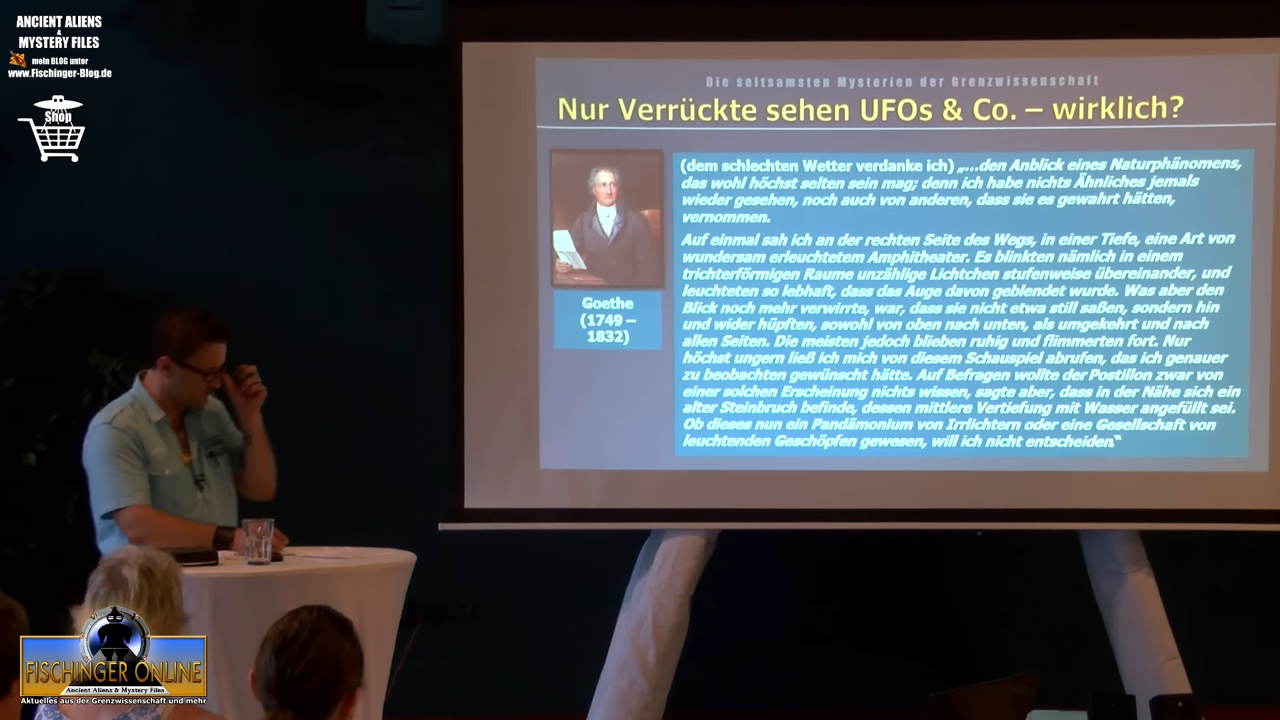 ANCIENT ALIENS
&
MYSTERY FILES
mein BLOG unter
www.Fischinger-Blog.de
Shop
Die seltsamsten Mysterien der Grenzwissenschaft
Nur Verrückte sehen UFOs & Co. – wirklich?
(dem schlechten Wetter verdanke ich) „...den Anblick eines Naturphänomens,
das wohl höchst selten sein mag; denn ich habe nichts Ähnliches jemals
wieder gesehen, noch auch von anderen, dass sie es gewahrt hätten,
vernommen.
Auf einmal sah ich an der rechten Seite des Wegs, in einer Tiefe, eine Art von
wundersam erleuchtetem Amphitheater. Es blinkten nämlich in einem
trichterförmigen Raume unzählige Lichtchen stufenweise übereinander, und
leuchteten so lebhaft, dass das Auge davon geblendet wurde. Was aber den
Blick noch mehr verwirrte, war, dass sie nicht etwa still saßen, sondern hin
und wider hüpften, sowohl von oben nach unten, als umgekehrt und nach
allen Seiten. Die meisten jedoch blieben ruhig und flimmerten fort. Nur
höchst ungern ließ ich mich von diesem Schauspiel abrufen, das ich genauer
zu beobachten gewünscht hätte. Auf Befragen wollte der Postillon zwar von
einer solchen Erscheinung nichts wissen, sagte aber, dass in der Nähe sich ein
alter Steinbruch befinde, dessen mittlere Vertiefung mit Wasser angefüllt sei.
Ob dieses nun ein Pandämonium von Irrlichtern oder eine Gesellschaft von
leuchtenden Geschöpfen gewesen, will ich nicht entscheiden."
Goethe
(1749 –
1832)
FISCHINGER ONLINE
Ancient Aliens & Mystery Files
Aktuelles aus der Grenzwissenschaft und mehr